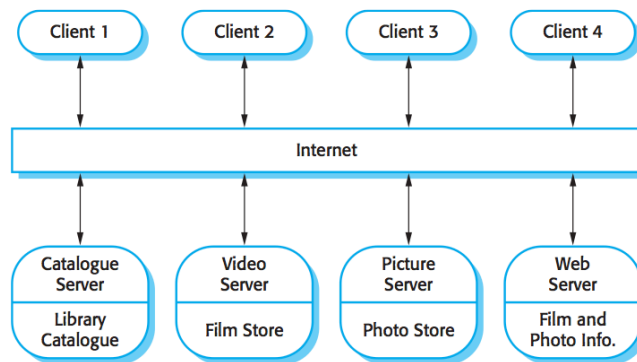 Client 1
Client 2
Client 3
Client 4
Internet
Catalogue
Server
Library
Catalogue
Video
Server
Film Store
Picture
Server
Photo Store
Web
Server
Film and
Photo Info.